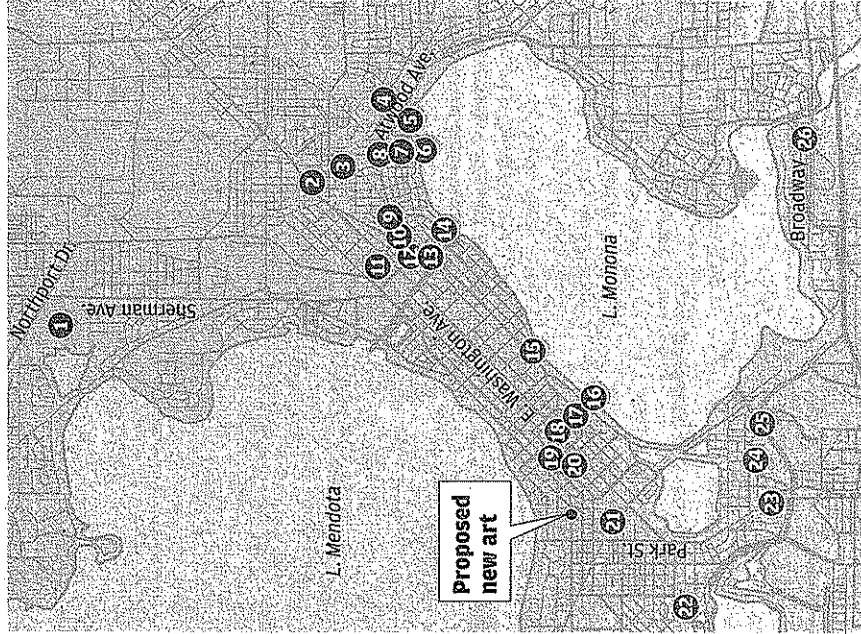 Northport Dr.
1
Sherman Ave.
2
3
4
Atwood Ave.
5
8
7
6
9
10
11
12
13
14
E. Washington Ave.
L. Mendota
L. Monona
15
16
17
18
19
20
Proposed
new art
21
Park St.
22
23
24
25
Broadway
26